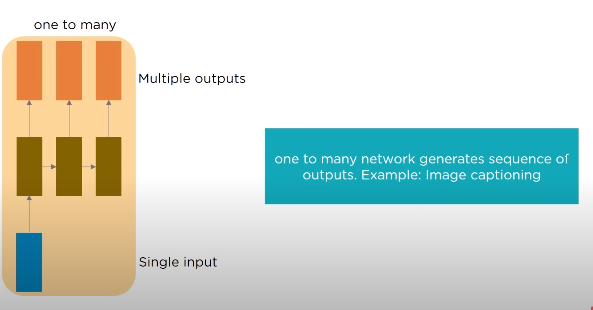 one to many
Multiple outputs
one to many network generates sequence of
outputs. Example: Image captioning
Single input